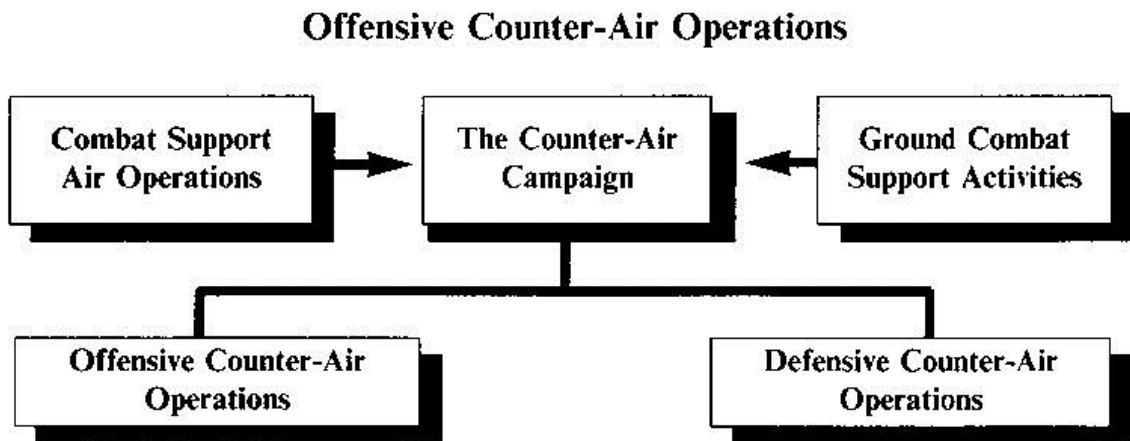 Offensive Counter-Air Operations
Combat Support
Air Operations
The Counter-Air
Campaign
Ground Combat
Support Activities
Offensive Counter-Air
Operations
Defensive Counter-Air
Operations